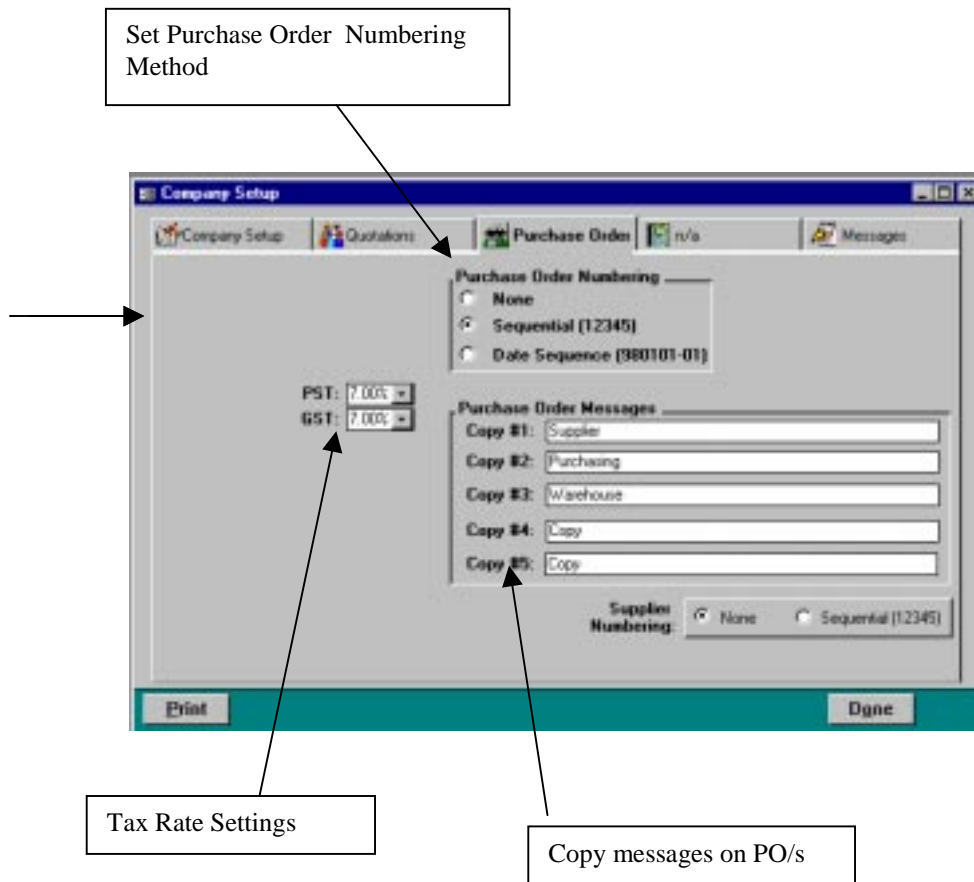 Set Purchase Order Numbering
Method
Company Setup
Company Setup
Quotations
Purchase Order
n/a
Messages
Purchase Order Numbering
None
Sequential (12345)
Date Sequence (980101-01)
PST: 7.00%
GST: 7.00%
Purchase Order Messages
Copy #1: Supplier
Copy #2: Purchasing
Copy #3: Warehouse
Copy #4: Copy
Copy #5: Copy
Supplier
Numbering:
None
Sequential (12345)
Print
Done
Tax Rate Settings
Copy messages on PO/s